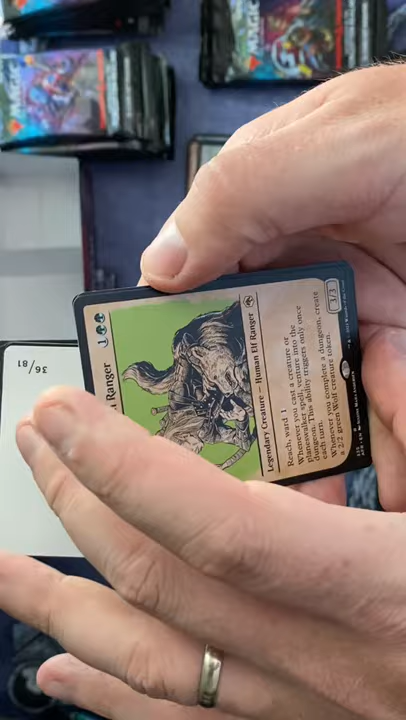 MAGIC
MAGIC
36/81
Ranger
Legendary Creature — Human Elf Ranger
Reach, ward 1
Whenever you cast a creature or
planeswalker spell, venture into the
dungeon. This ability triggers only once
each turn.
Whenever you complete a dungeon, create
a 2/2 green Wolf creature token.
3/3